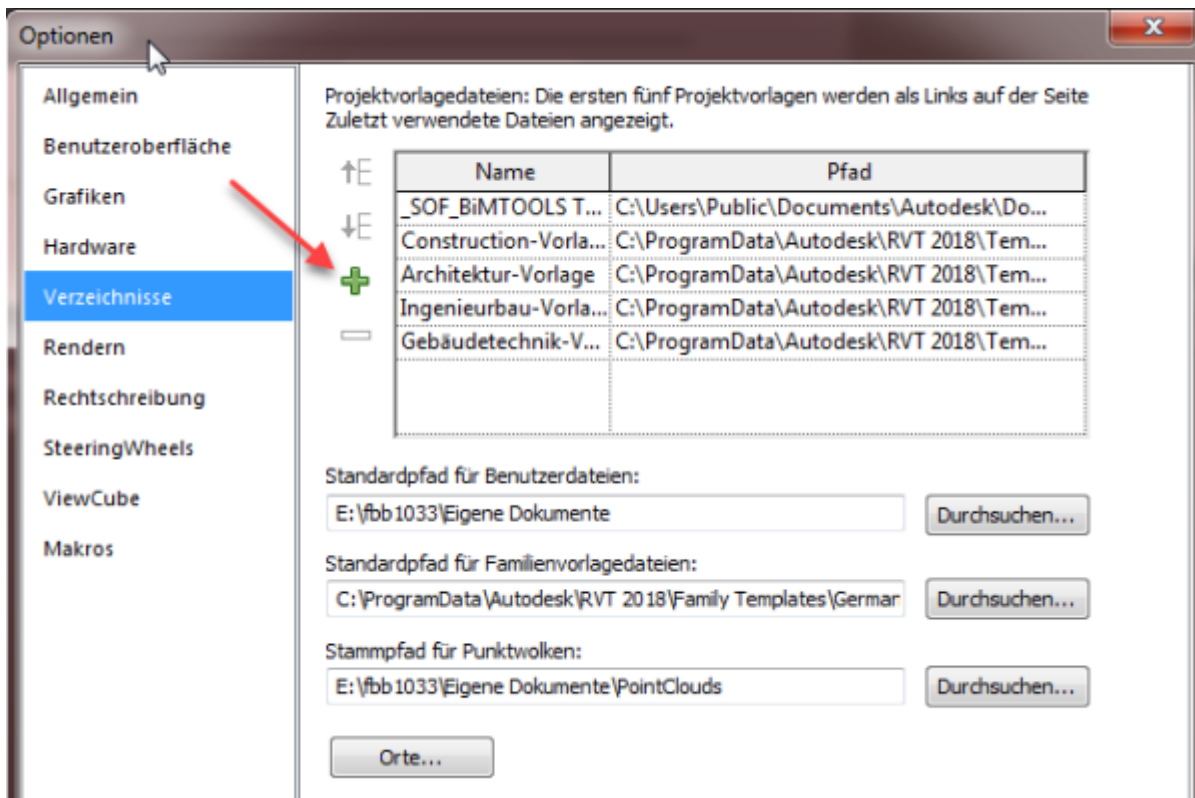 Optionen
Allgemein
Benutzeroberfläche
Grafiken
Hardware
Verzeichnisse
Rendern
Rechtschreibung
SteeringWheels
ViewCube
Makros
Projektvorlagedateien: Die ersten fünf Projektvorlagen werden als Links auf der Seite
Zuletzt verwendete Dateien angezeigt.
Name Pfad
_SOF_BiMTOOLS T... C:\Users\Public\Documents\Autodesk\Do...
Construction-Vorla... C:\ProgramData\Autodesk\RVT 2018\Tem...
Architektur-Vorlage C:\ProgramData\Autodesk\RVT 2018\Tem...
Ingenieurbau-Vorla... C:\ProgramData\Autodesk\RVT 2018\Tem...
Gebäudetechnik-V... C:\ProgramData\Autodesk\RVT 2018\Tem...
Standardpfad für Benutzerdateien:
E:\fbb1033\Eigene Dokumente Durchsuchen...
Standardpfad für Familienvorlagedateien:
C:\ProgramData\Autodesk\RVT 2018\Family Templates\German Durchsuchen...
Stammpfad für Punktwolken:
E:\fbb1033\Eigene Dokumente\PointClouds Durchsuchen...
Orte...